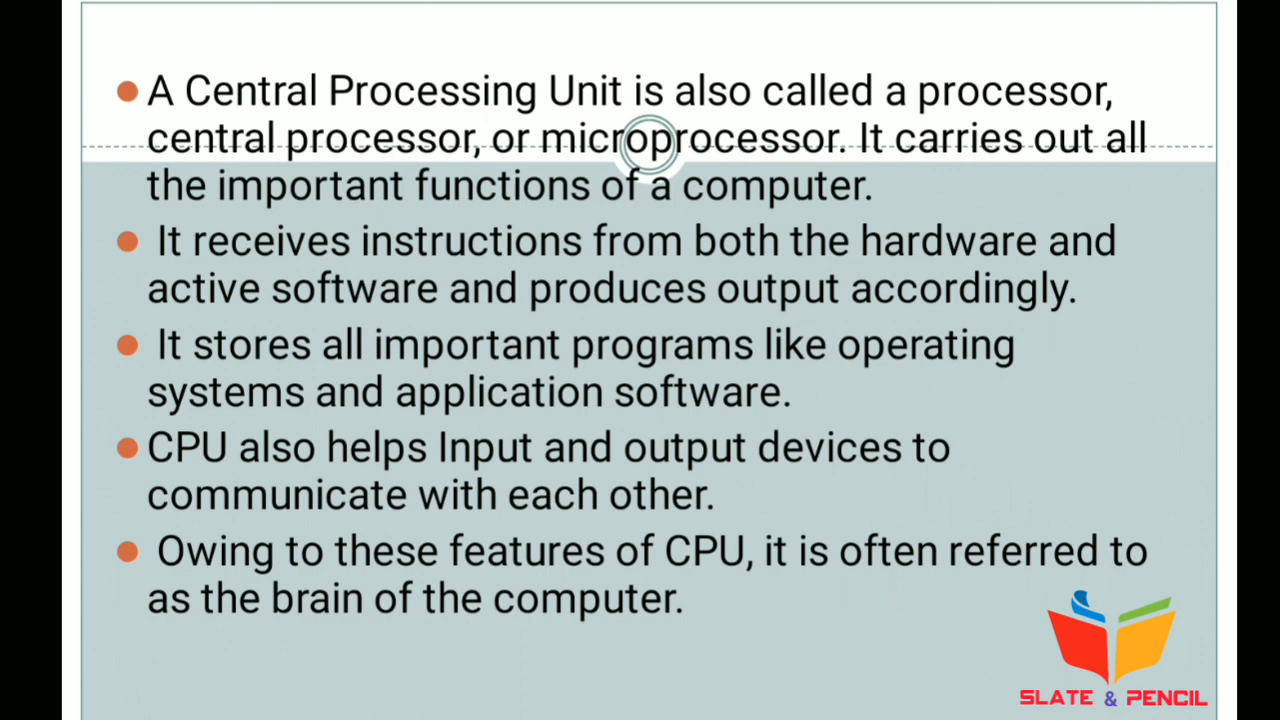 A Central Processing Unit is also called a processor,
central processor, or microprocessor. It carries out all
the important functions of a computer.
It receives instructions from both the hardware and
active software and produces output accordingly.
It stores all important programs like operating
systems and application software.
CPU also helps Input and output devices to
communicate with each other.
Owing to these features of CPU, it is often referred to
as the brain of the computer.
SLATE & PENCIL